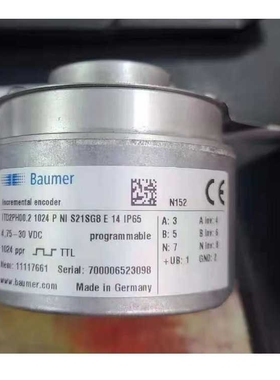 Baumer
incremental encoder
N152
ITD2PH00.2 1024 P NI S21SG8 E 14 IP65
4,75-30 VDC programmable
1024 ppr TTL
Item: 11117661 Serial: 700006523098
www.baumer.com Made in Germany
A: 3 A inv: 4
B: 5 B inv: 6
N: 7 N inv: 8
+UB: 1 GND: 2
CE